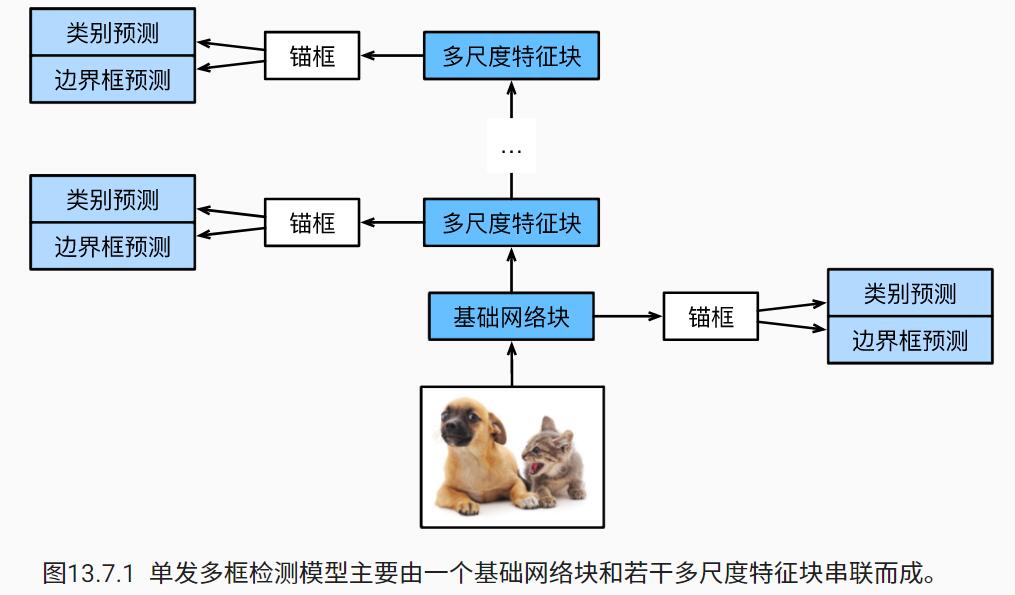 类别预测
边界框预测
锚框
多尺度特征块
...
类别预测
边界框预测
锚框
多尺度特征块
基础网络块
锚框
类别预测
边界框预测
图13.7.1 单发多框检测模型主要由一个基础网络块和若干多尺度特征块串联而成。